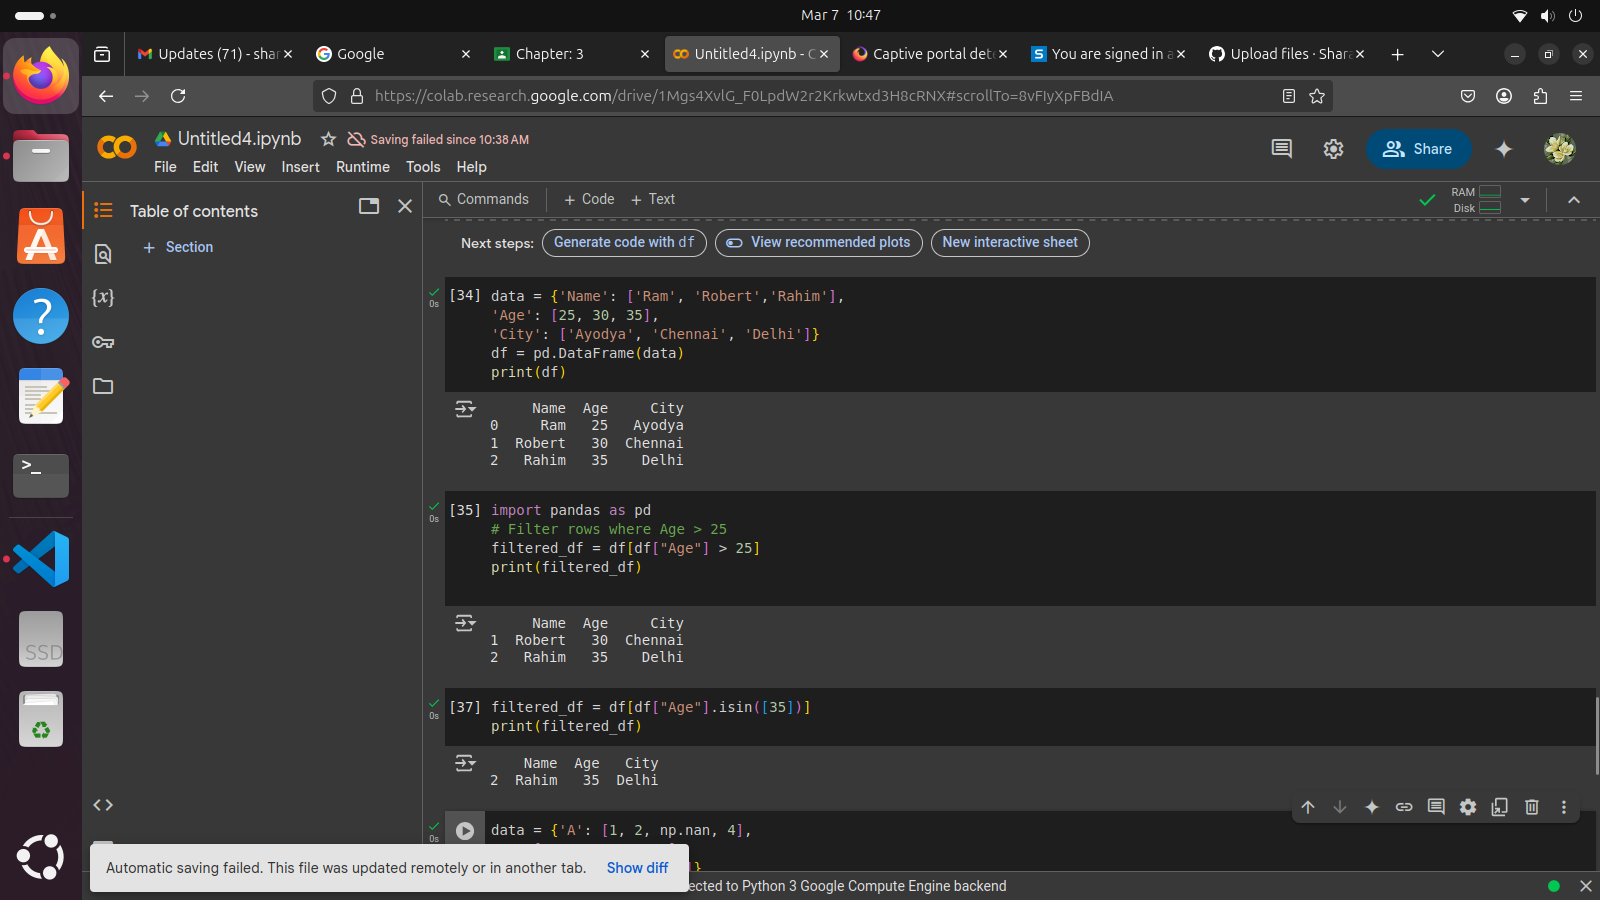 Mar 7 10:47
Updates (71) - shar
Google
Chapter: 3
Untitled4.ipynb - C
Captive portal dete
You are signed in a
Upload files · Shara
https://colab.research.google.com/drive/1Mgs4XvlG_F0LpdW2r2Krkwtxd3H8cRNX#scrollTo=8vFIyXpFBdIA
Untitled4.ipynb
Saving failed since 10:38 AM
File Edit View Insert Runtime Tools Help
Share
Table of contents
+ Section
Commands + Code + Text
RAM
Disk
Next steps: Generate code with df View recommended plots New interactive sheet
[34] data = {'Name': ['Ram', 'Robert','Rahim'],
'Age': [25, 30, 35],
'City': ['Ayodya', 'Chennai', 'Delhi']}
df = pd.DataFrame(data)
print(df)
0s
Name Age City
0 Ram 25 Ayodya
1 Robert 30 Chennai
2 Rahim 35 Delhi
[35] import pandas as pd
0s
# Filter rows where Age > 25
filtered_df = df[df["Age"] > 25]
print(filtered_df)
Name Age City
1 Robert 30 Chennai
2 Rahim 35 Delhi
[37] filtered_df = df[df["Age"].isin([35])]
0s
print(filtered_df)
Name Age City
2 Rahim 35 Delhi
data = {'A': [1, 2, np.nan, 4],
0s
]}
Automatic saving failed. This file was updated remotely or in another tab. Show diff
ected to Python 3 Google Compute Engine backend
{x}
SSD